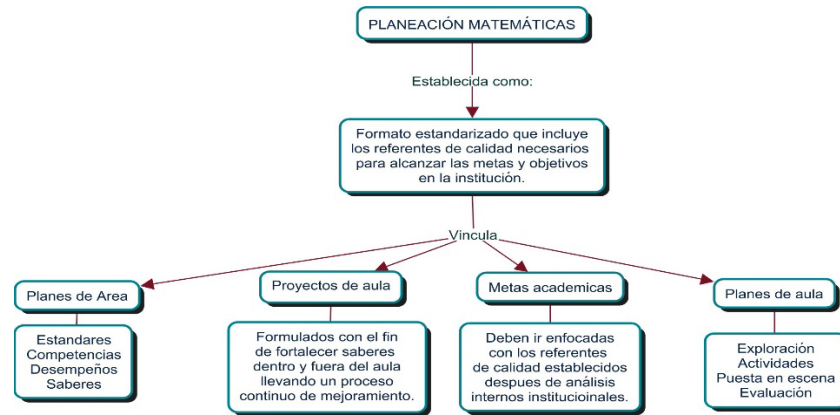 PLANEACIÓN MATEMÁTICAS
Establecida como:
Formato estandarizado que incluye
los referentes de calidad necesarios
para alcanzar las metas y objetivos
en la institución.
Vincula
Planes de Area
Estandares
Competencias
Desempeños
Saberes
Proyectos de aula
Formulados con el fin
de fortalecer saberes
dentro y fuera del aula
llevando un proceso
continuo de mejoramiento.
Metas academicas
Deben ir enfocadas
con los referentes
de calidad establecidos
despues de análisis
internos institucioinales.
Planes de aula
Exploración
Actividades
Puesta en escena
Evaluación